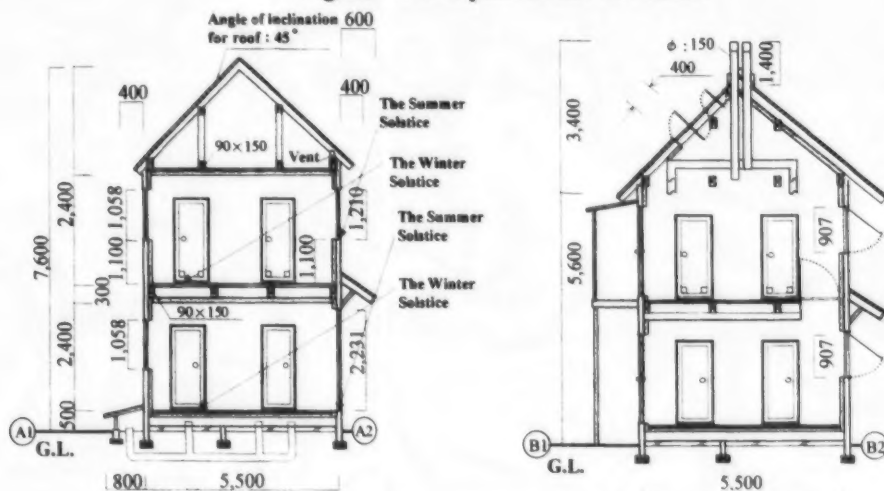 Angle of inclination
for roof : 45°
600
400
400
The Summer
Solstice
90×150
Vent
The Winter
Solstice
2,400
1,058
1,210
The Summer
Solstice
7,600
1,100
1,100
300
The Winter
Solstice
90×150
2,400
1,058
2,231
500
A1
A2
G.L.
800
5,500
φ : 150
400
1,400
3,400
907
5,600
907
B1
B2
G.L.
5,500